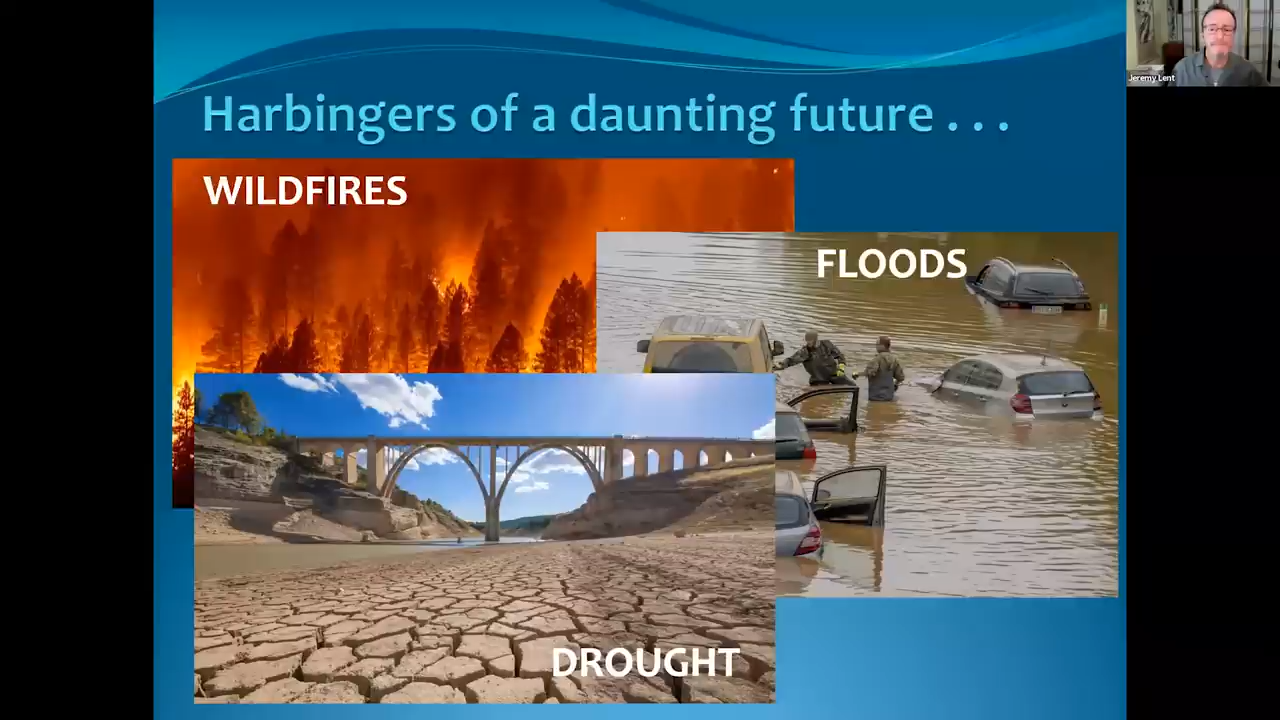 Jeremy Lent
Harbingers of a daunting future . . .
WILDFIRES
FLOODS
DROUGHT